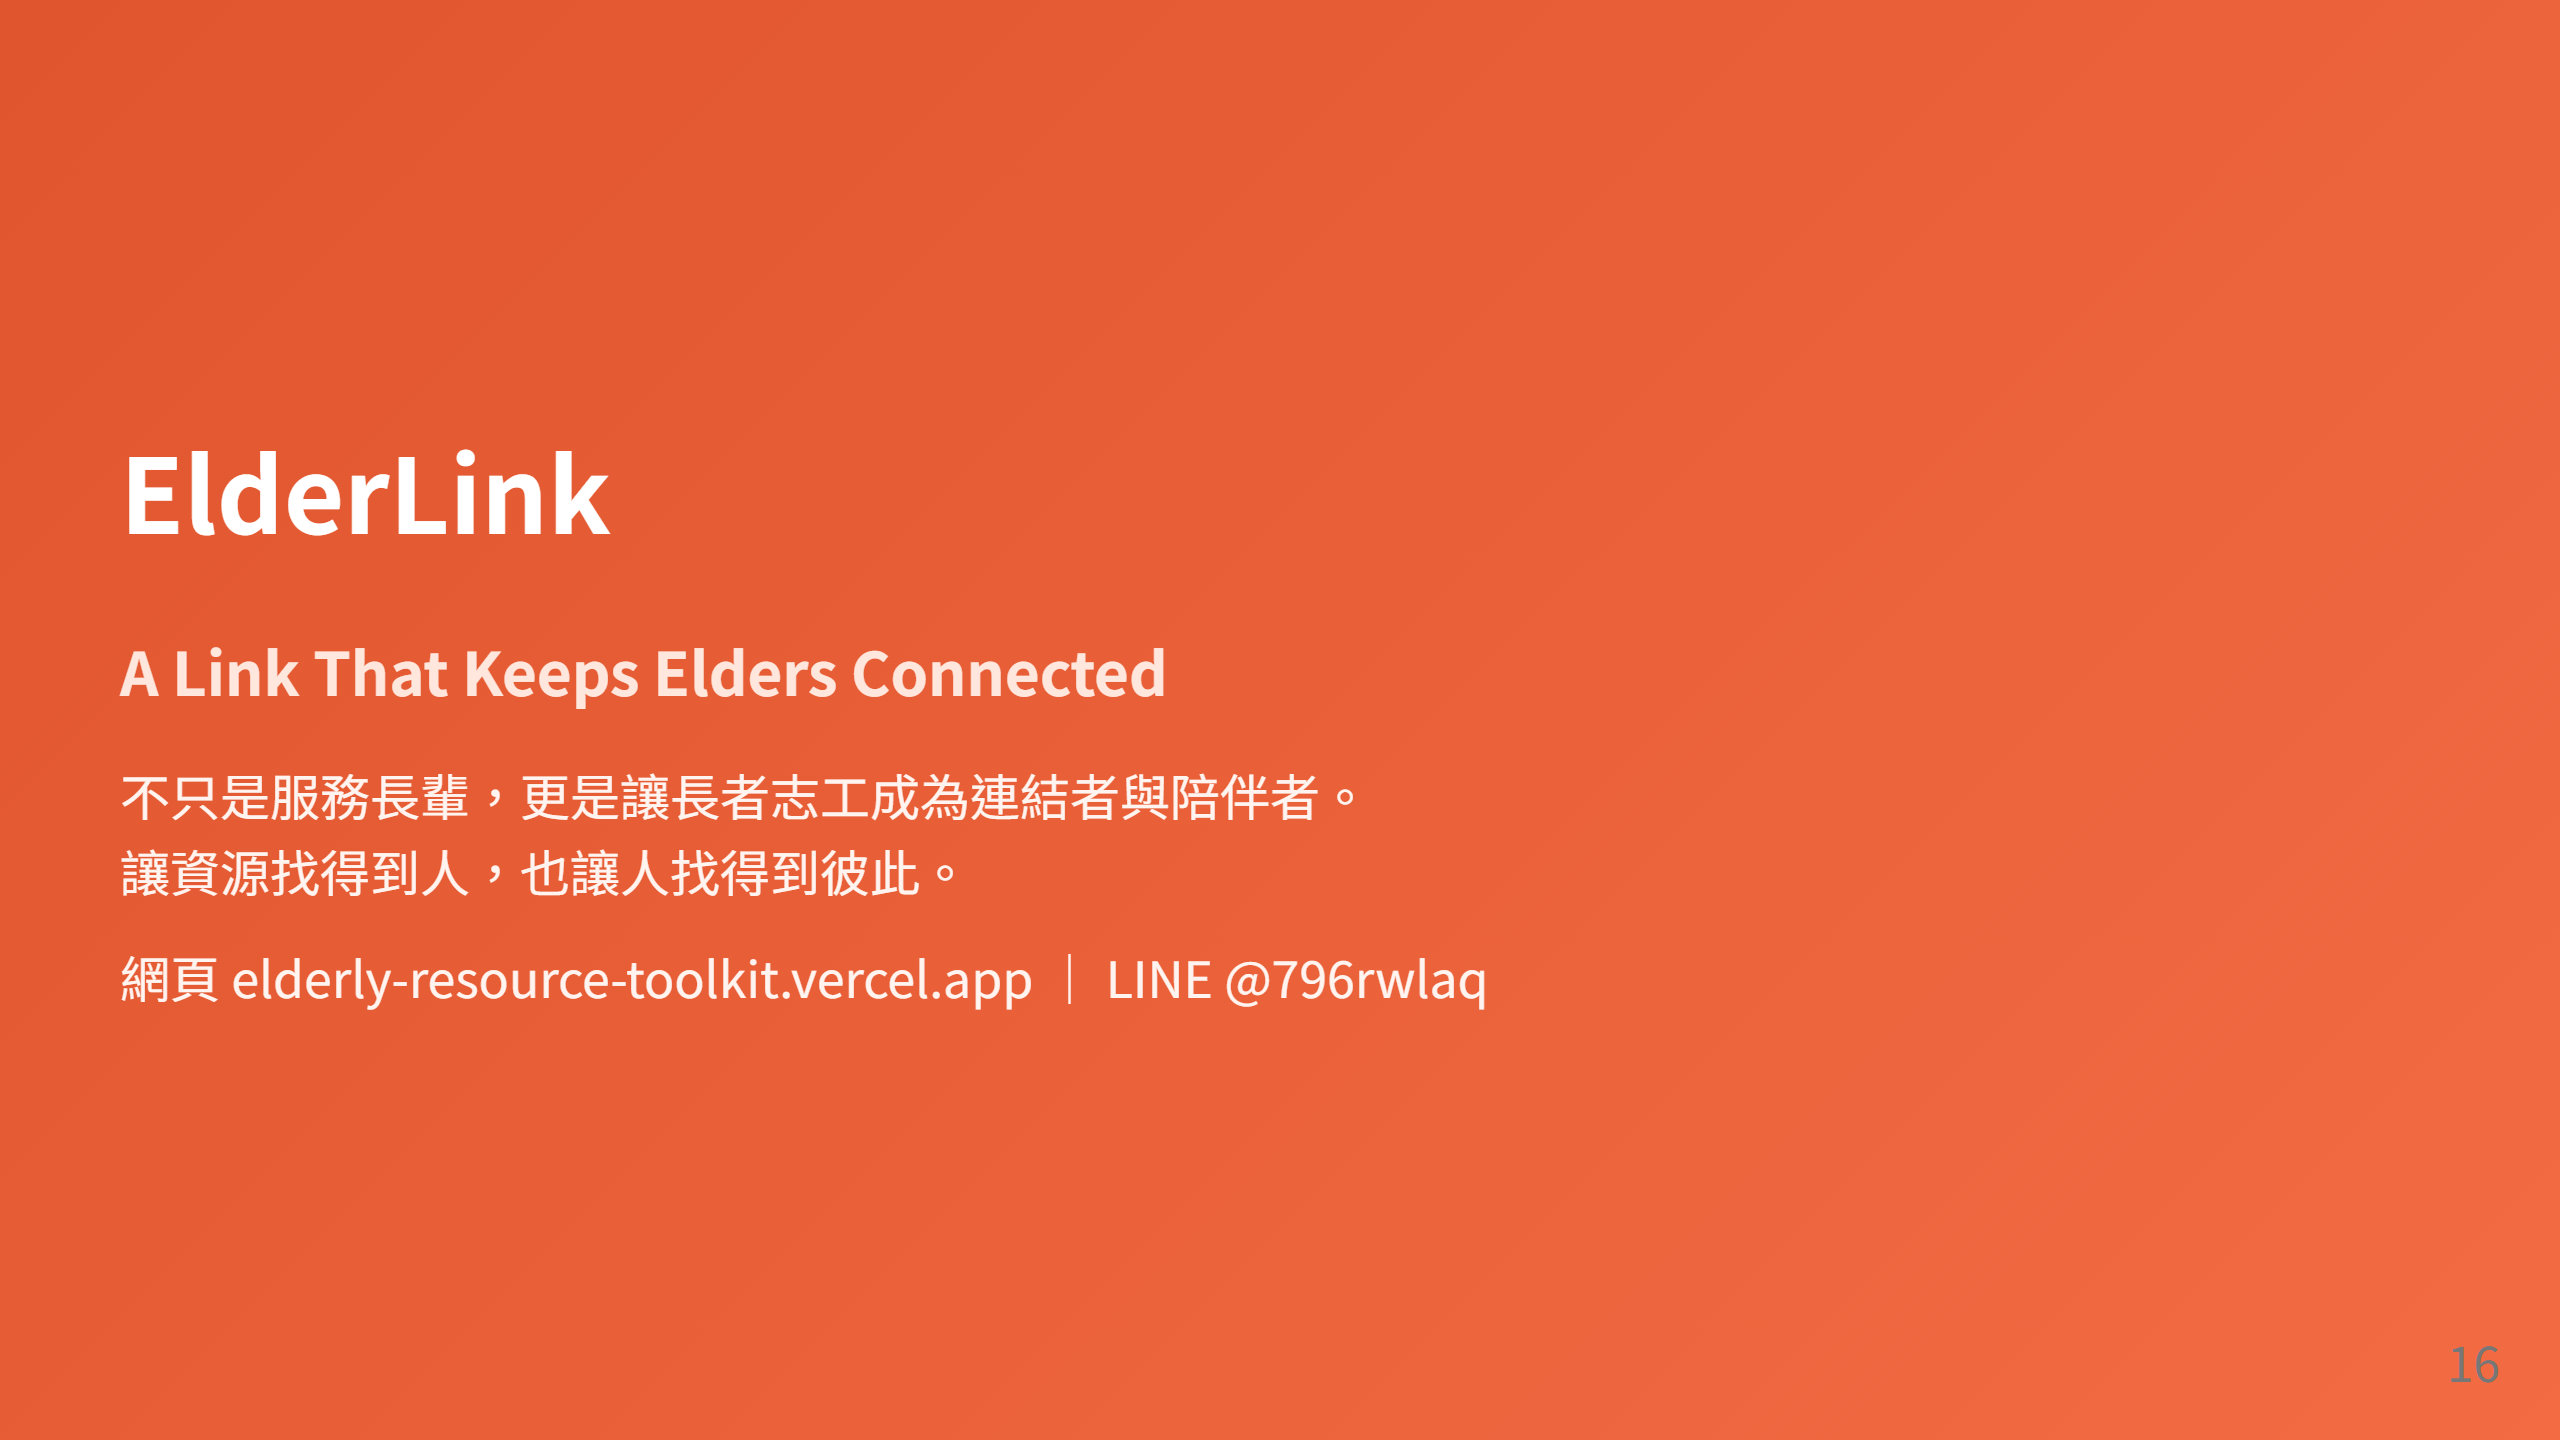 ElderLink
A Link That Keeps Elders Connected
不只是服務長輩，更是讓長者志工成為連結者與陪伴者。
讓資源找得到人，也讓人找得到彼此。
網頁 elderly-resource-toolkit.vercel.app ｜ LINE @796rwlaq
16